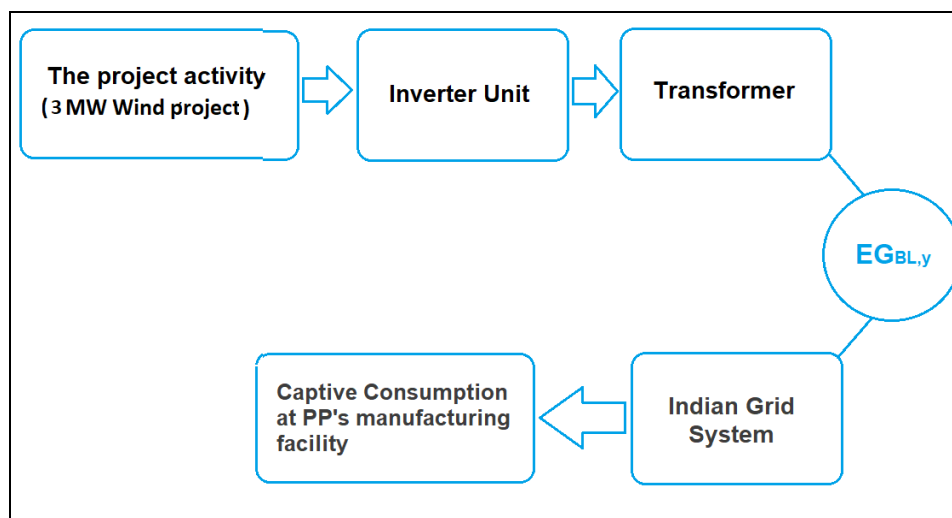 The project activity
(3 MW Wind project)
Inverter Unit
Transformer
EGBL,y
Indian Grid
System
Captive Consumption
at PP's manufacturing
facility